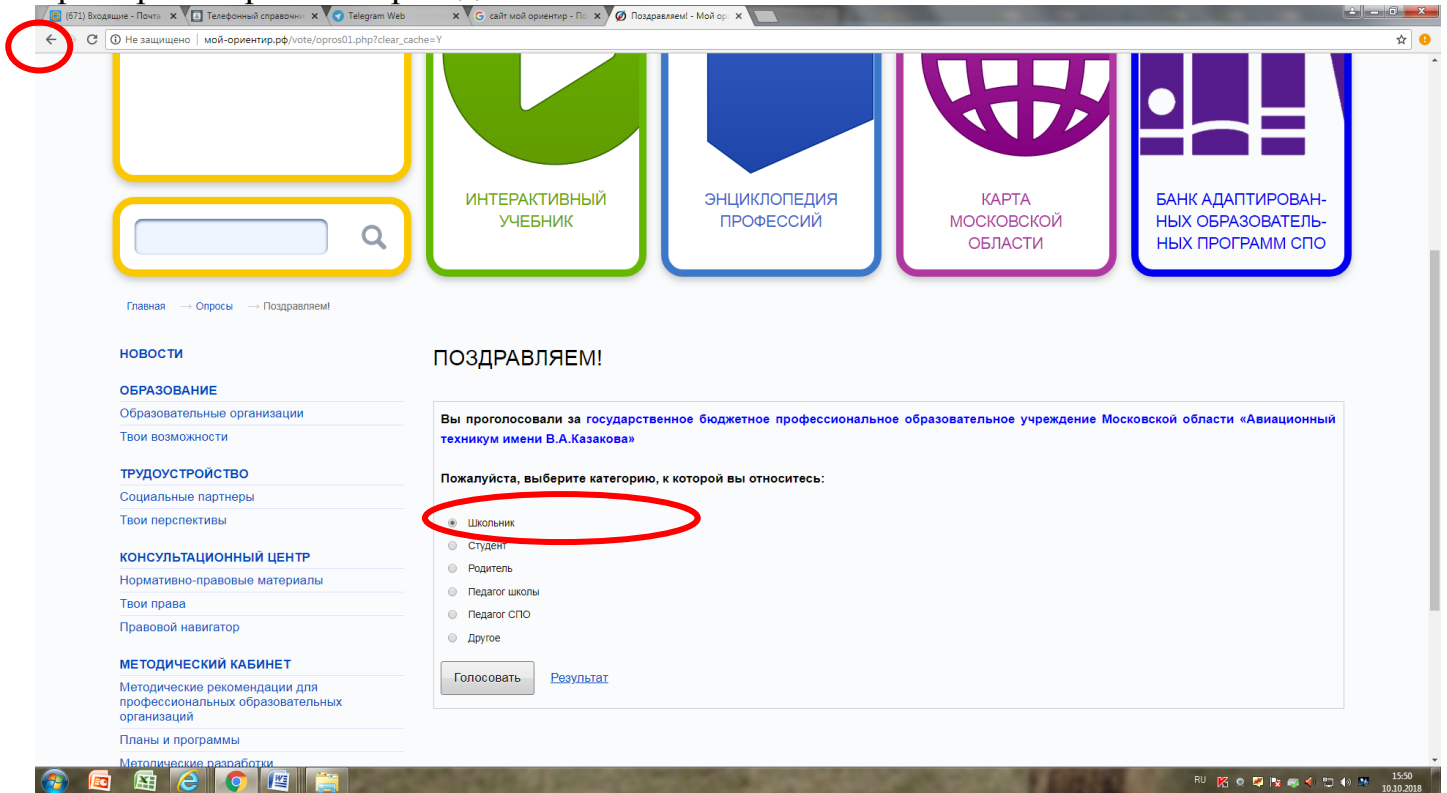 (671) Входящие - Почта
Телефонный справочни
Telegram Web
сайт мой ориентир - По
Поздравляем! - Мой ор
Не защищено | мой-ориентир.рф/vote/opros01.php?clear_cache=Y
ИНТЕРАКТИВНЫЙ
УЧЕБНИК
ЭНЦИКЛОПЕДИЯ
ПРОФЕССИЙ
КАРТА
МОСКОВСКОЙ
ОБЛАСТИ
БАНК АДАПТИРОВАН-
НЫХ ОБРАЗОВАТЕЛЬ-
НЫХ ПРОГРАММ СПО
Главная → Опросы → Поздравляем!
НОВОСТИ
ОБРАЗОВАНИЕ
Образовательные организации
Твои возможности
ТРУДОУСТРОЙСТВО
Социальные партнеры
Твои перспективы
КОНСУЛЬТАЦИОННЫЙ ЦЕНТР
Нормативно-правовые материалы
Твои права
Правовой навигатор
МЕТОДИЧЕСКИЙ КАБИНЕТ
Методические рекомендации для
профессиональных образовательных
организаций
Планы и программы
Методические разработки
ПОЗДРАВЛЯЕМ!
Вы проголосовали за государственное бюджетное профессиональное образовательное учреждение Московской области «Авиационный
техникум имени В.А.Казакова»
Пожалуйста, выберите категорию, к которой вы относитесь:
Школьник
Студент
Родитель
Педагог школы
Педагог СПО
Другое
Голосовать Результат
RU
15:50
10.10.2018